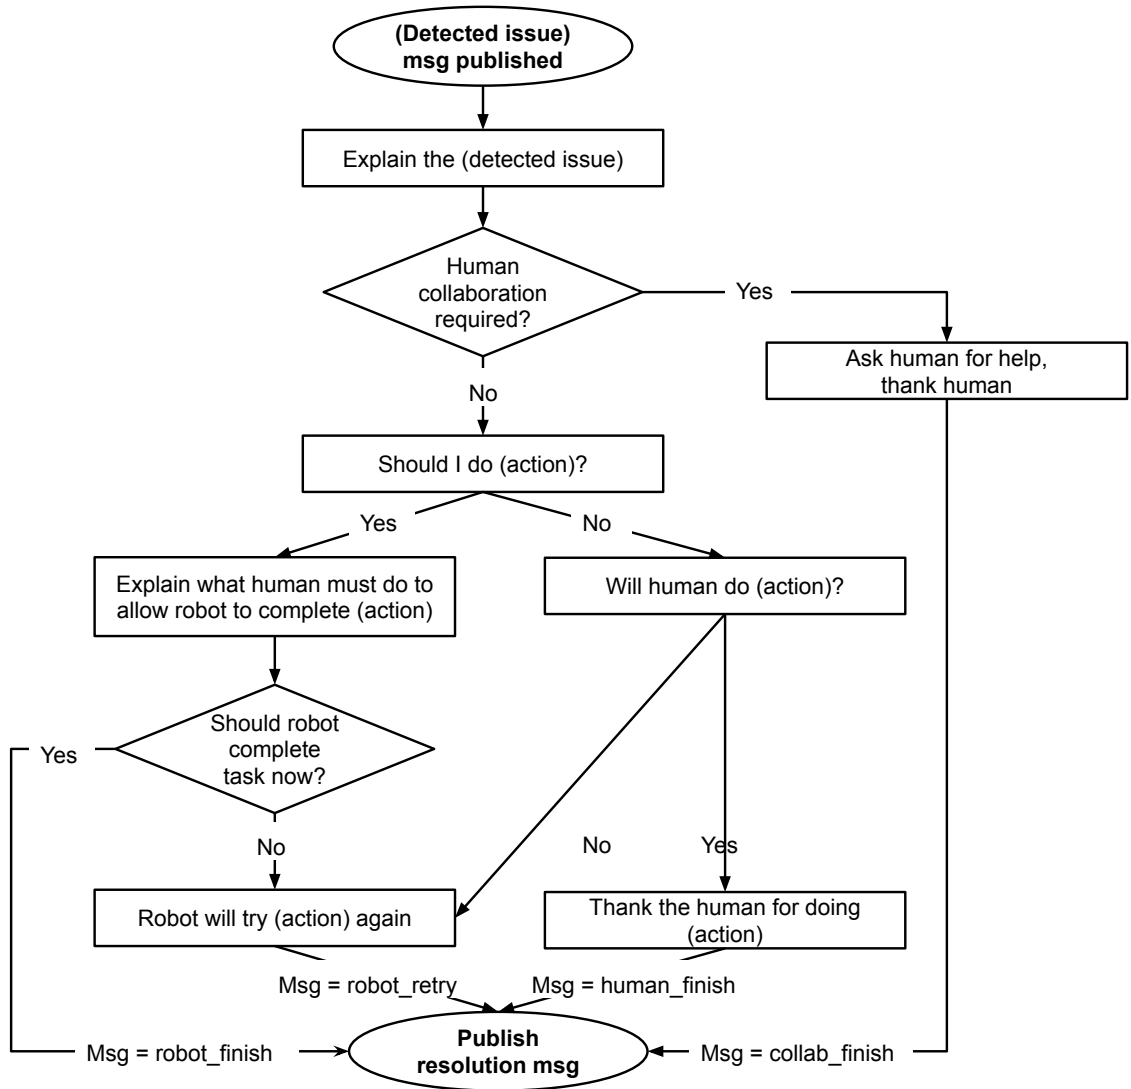 (Detected issue)
msg published
Explain the (detected issue)
Human
collaboration
required?
Yes
Ask human for help,
thank human
No
Should I do (action)?
Yes
No
Explain what human must do to
allow robot to complete (action)
Will human do (action)?
Should robot
complete
task now?
Yes
No
No
Yes
Robot will try (action) again
Thank the human for doing
(action)
Msg = robot_retry
Msg = human_finish
Msg = robot_finish
Publish
resolution msg
Msg = collab_finish